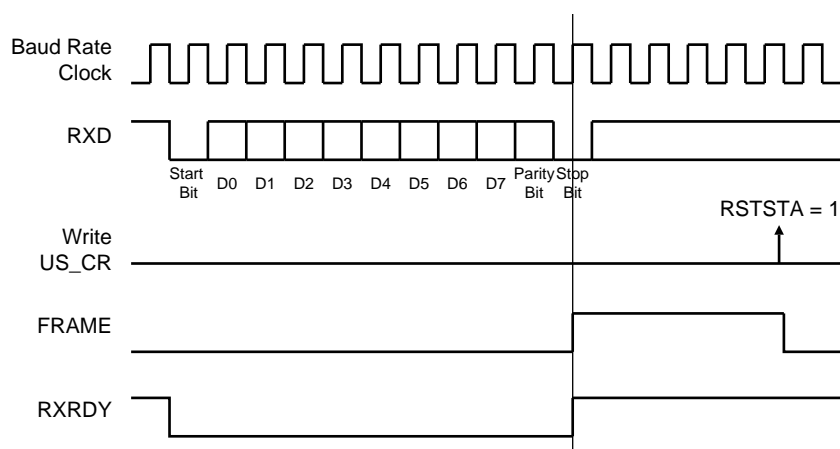 Baud Rate
Clock
RXD
Start
Bit
D0 D1 D2 D3 D4 D5 D6 D7
Parity
Bit
Stop
Bit
RSTSTA = 1
Write
US_CR
FRAME
RXRDY